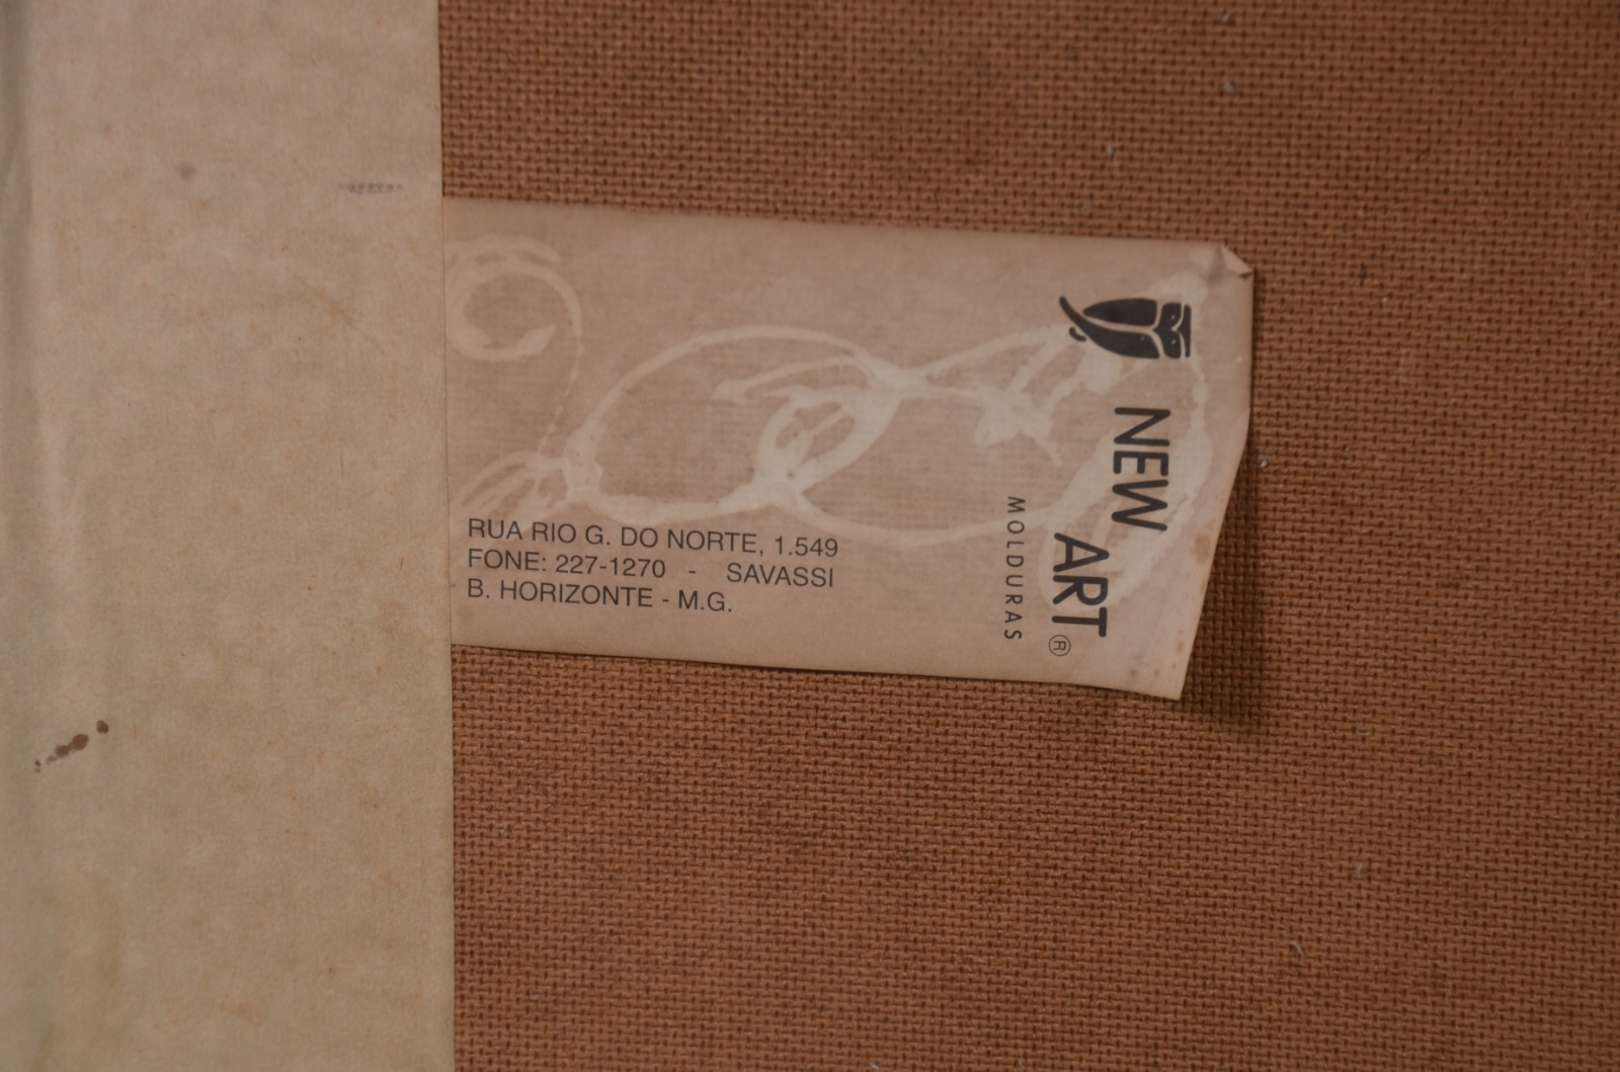 NEW ART®
MOLDURAS
RUA RIO G. DO NORTE, 1.549
FONE: 227-1270 - SAVASSI
B. HORIZONTE - M.G.